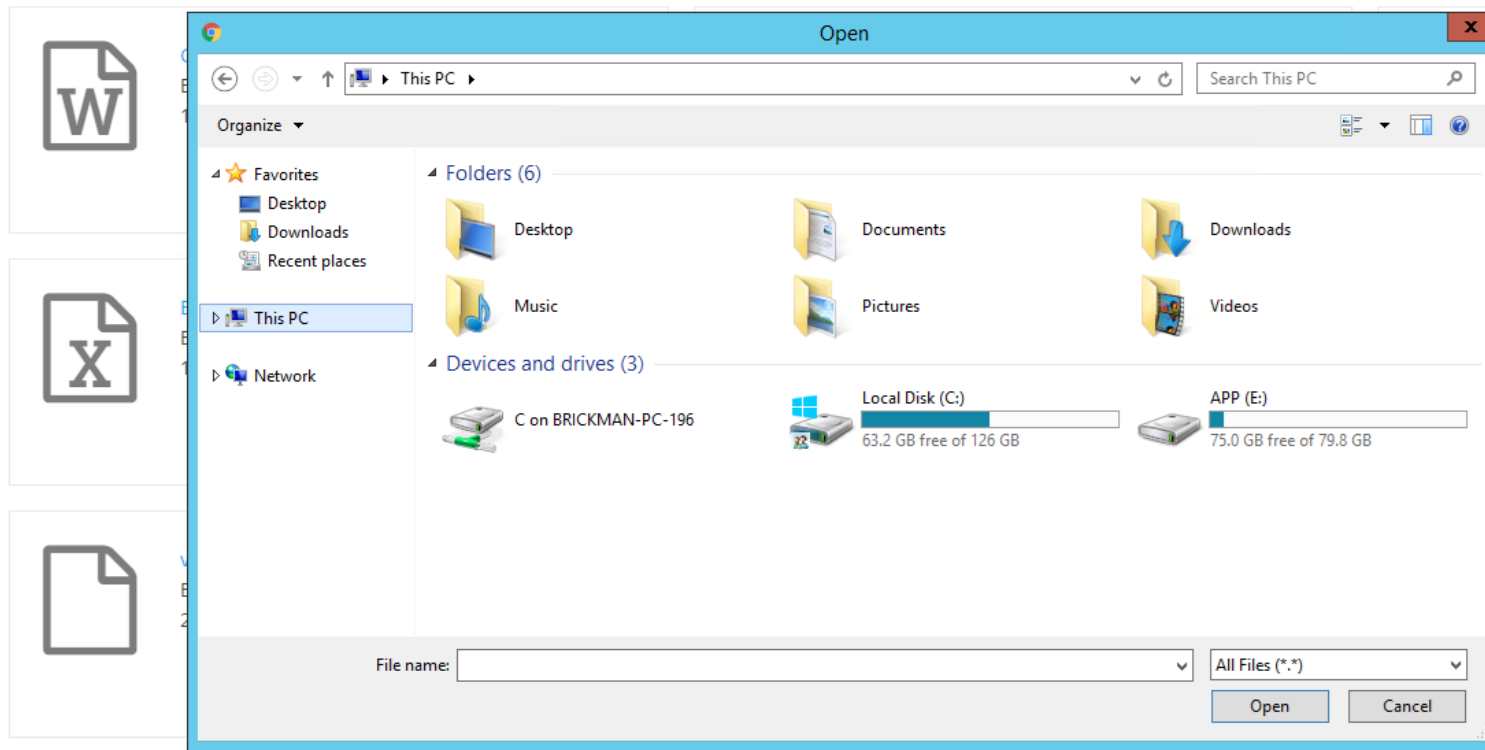 Open
This PC
Search This PC
Organize
Favorites
Desktop
Downloads
Recent places
This PC
Network
Folders (6)
Desktop
Documents
Downloads
Music
Pictures
Videos
Devices and drives (3)
C on BRICKMAN-PC-196
Local Disk (C:)
63.2 GB free of 126 GB
APP (E:)
75.0 GB free of 79.8 GB
File name:
All Files (*.*)
Open
Cancel
W
X